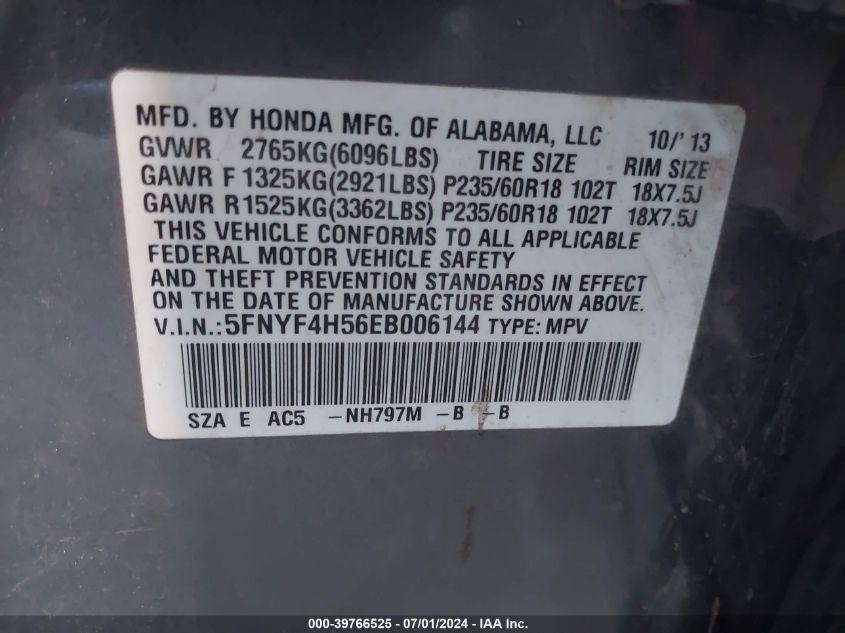 MFD. BY HONDA MFG. OF ALABAMA, LLC 10/'13
GVWR 2765KG(6096LBS) TIRE SIZE RIM SIZE
GAWR F 1325KG(2921LBS) P235/60R18 102T 18X7.5J
GAWR R1525KG(3362LBS) P235/60R18 102T 18X7.5J
THIS VEHICLE CONFORMS TO ALL APPLICABLE
FEDERAL MOTOR VEHICLE SAFETY
AND THEFT PREVENTION STANDARDS IN EFFECT
ON THE DATE OF MANUFACTURE SHOWN ABOVE.
V.I.N.:5FNYF4H56EB006144 TYPE: MPV
SZA E AC5 -NH797M -B -B
000-39766525 - 07/01/2024 - IAA Inc.